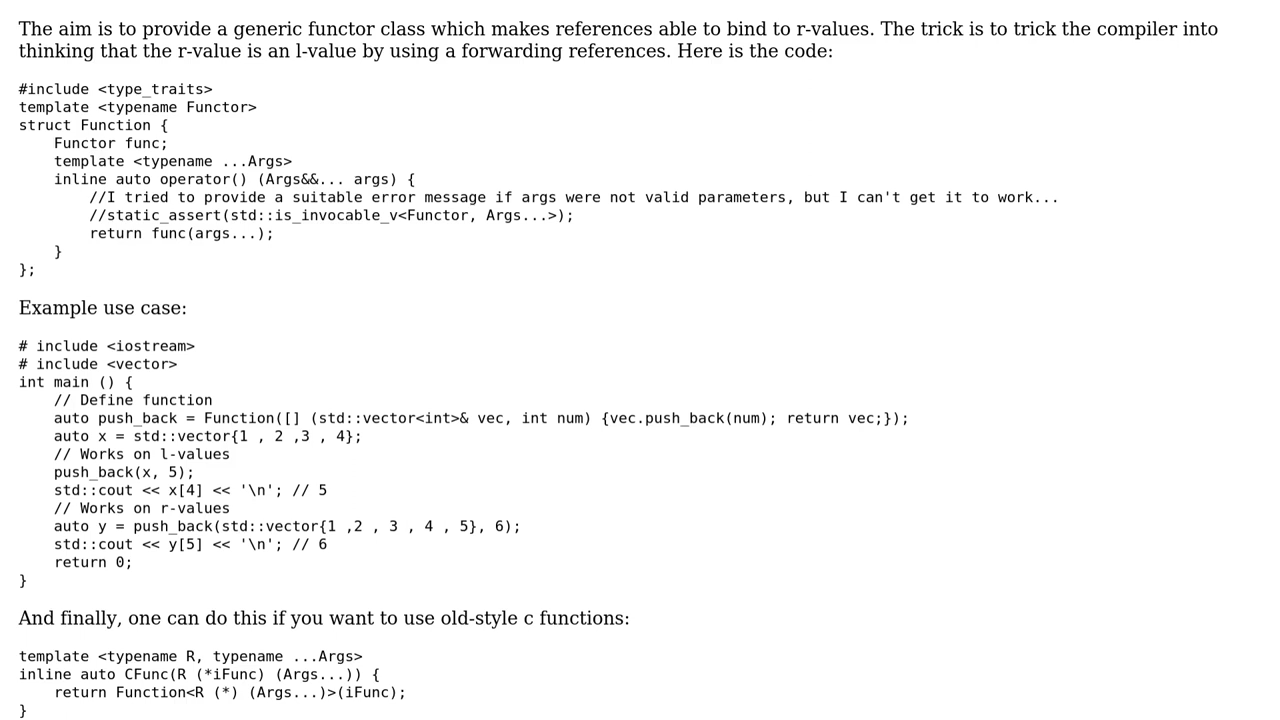 The aim is to provide a generic functor class which makes references able to bind to r-values. The trick is to trick the compiler into
thinking that the r-value is an l-value by using a forwarding references. Here is the code:
#include <type_traits>
template <typename Functor>
struct Function {
    Functor func;
    template <typename ...Args>
    inline auto operator() (Args&&... args) {
        //I tried to provide a suitable error message if args were not valid parameters, but I can't get it to work...
        //static_assert(std::is_invocable_v<Functor, Args...>);
        return func(args...);
    }
};
Example use case:
# include <iostream>
# include <vector>
int main () {
    // Define function
    auto push_back = Function([] (std::vector<int>& vec, int num) {vec.push_back(num); return vec;});
    auto x = std::vector{1 , 2 ,3 , 4};
    // Works on l-values
    push_back(x, 5);
    std::cout << x[4] << '\n'; // 5
    // Works on r-values
    auto y = push_back(std::vector{1 ,2 , 3 , 4 , 5}, 6);
    std::cout << y[5] << '\n'; // 6
    return 0;
}
And finally, one can do this if you want to use old-style c functions:
template <typename R, typename ...Args>
inline auto CFunc(R (*iFunc) (Args...)) {
    return Function<R (*) (Args...)>(iFunc);
}